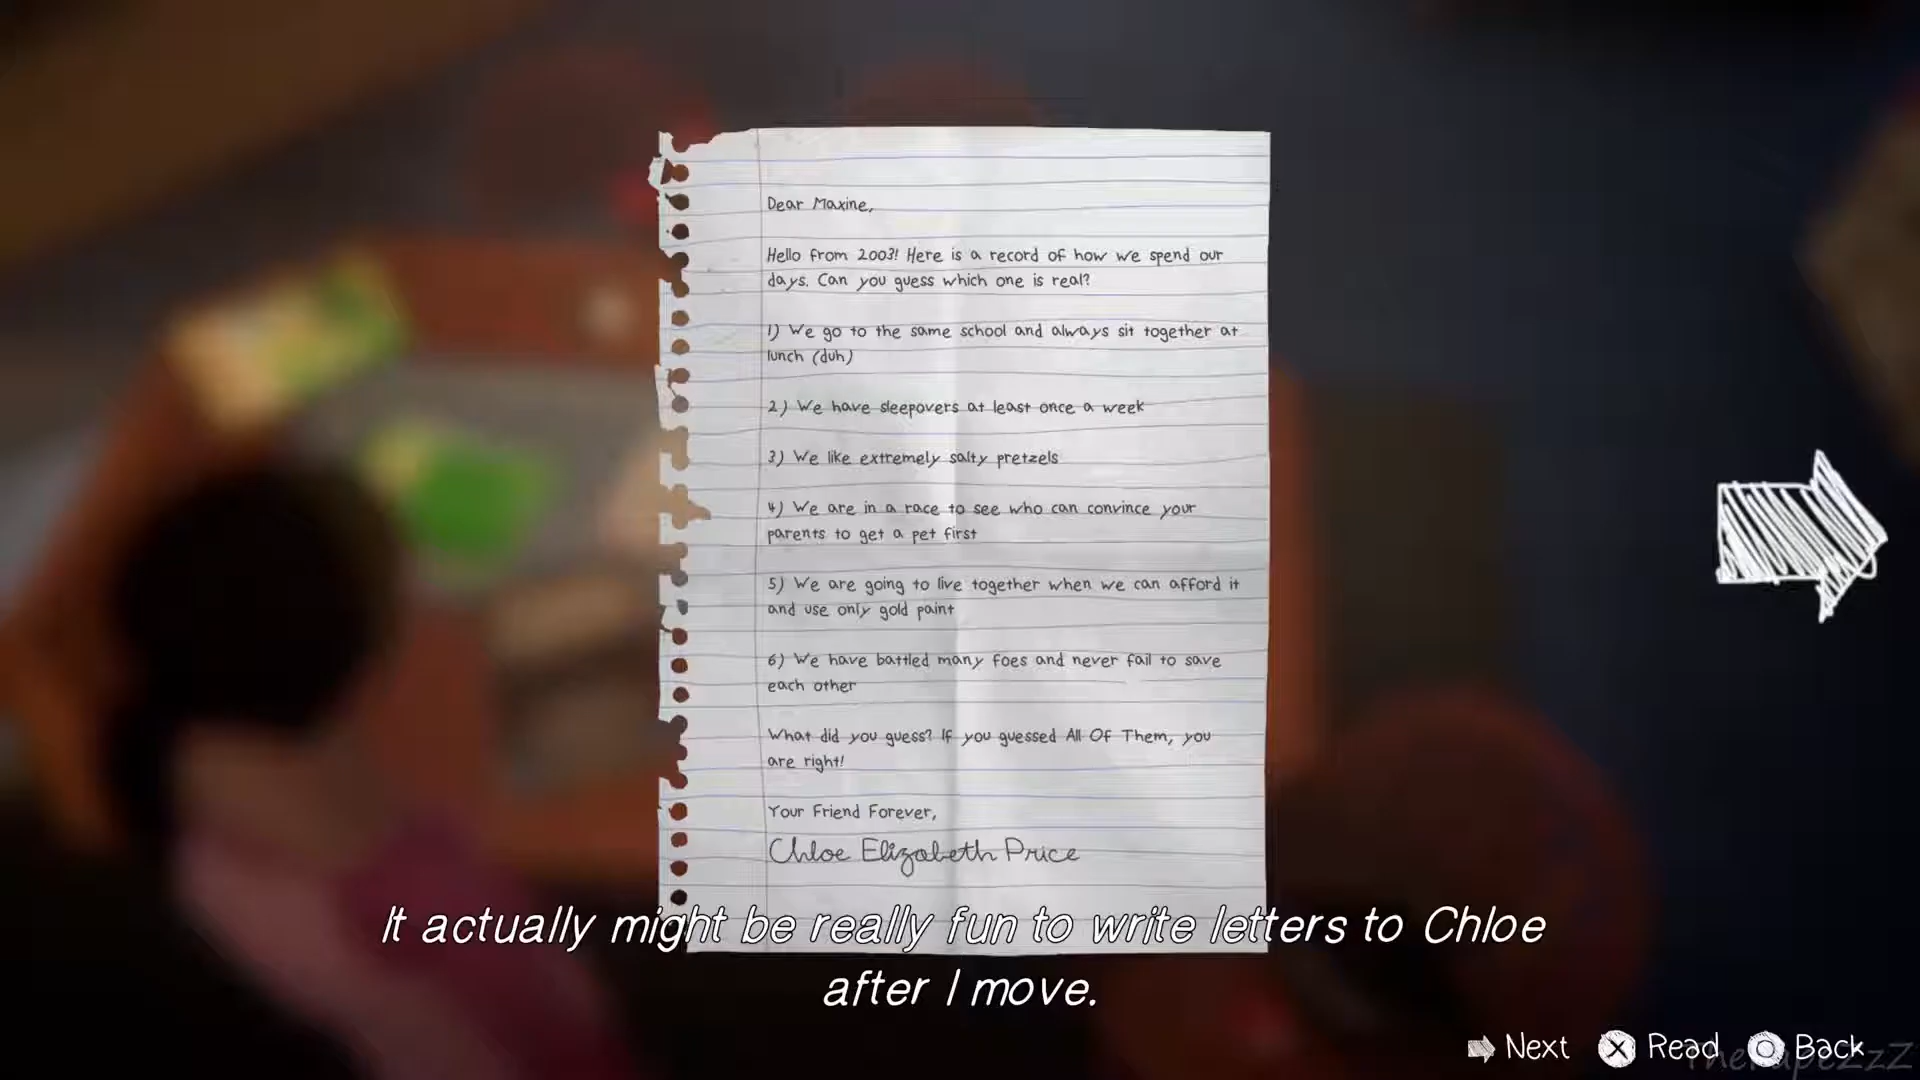 Dear Maxine,
Hello from 2003! Here is a record of how we spend our
days. Can you guess which one is real?
1) We go to the same school and always sit together at
lunch (duh)
2) We have sleepovers at least once a week
3) We like extremely salty pretzels
4) We are in a race to see who can convince your
parents to get a pet first
5) We are going to live together when we can afford it
and use only gold paint
6) We have battled many foes and never fail to save
each other
What did you guess? If you guessed All Of Them, you
are right!
Your Friend Forever,
Chloe Elizabeth Price
It actually might be really fun to write letters to Chloe
after I move.
Next Read Back